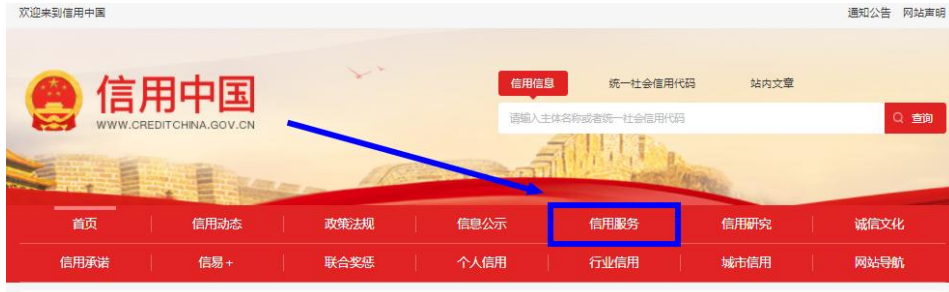 欢迎来到信用中国
通知公告 网站声明
信用中国
WWW.CREDITCHINA.GOV.CN
信用信息 统一社会信用代码 站内文章
请输入主体名称或者统一社会信用代码
查询
首页 信用动态 政策法规 信息公示 信用服务 信用研究 诚信文化
信用承诺 信易+ 联合奖惩 个人信用 行业信用 城市信用 网站导航